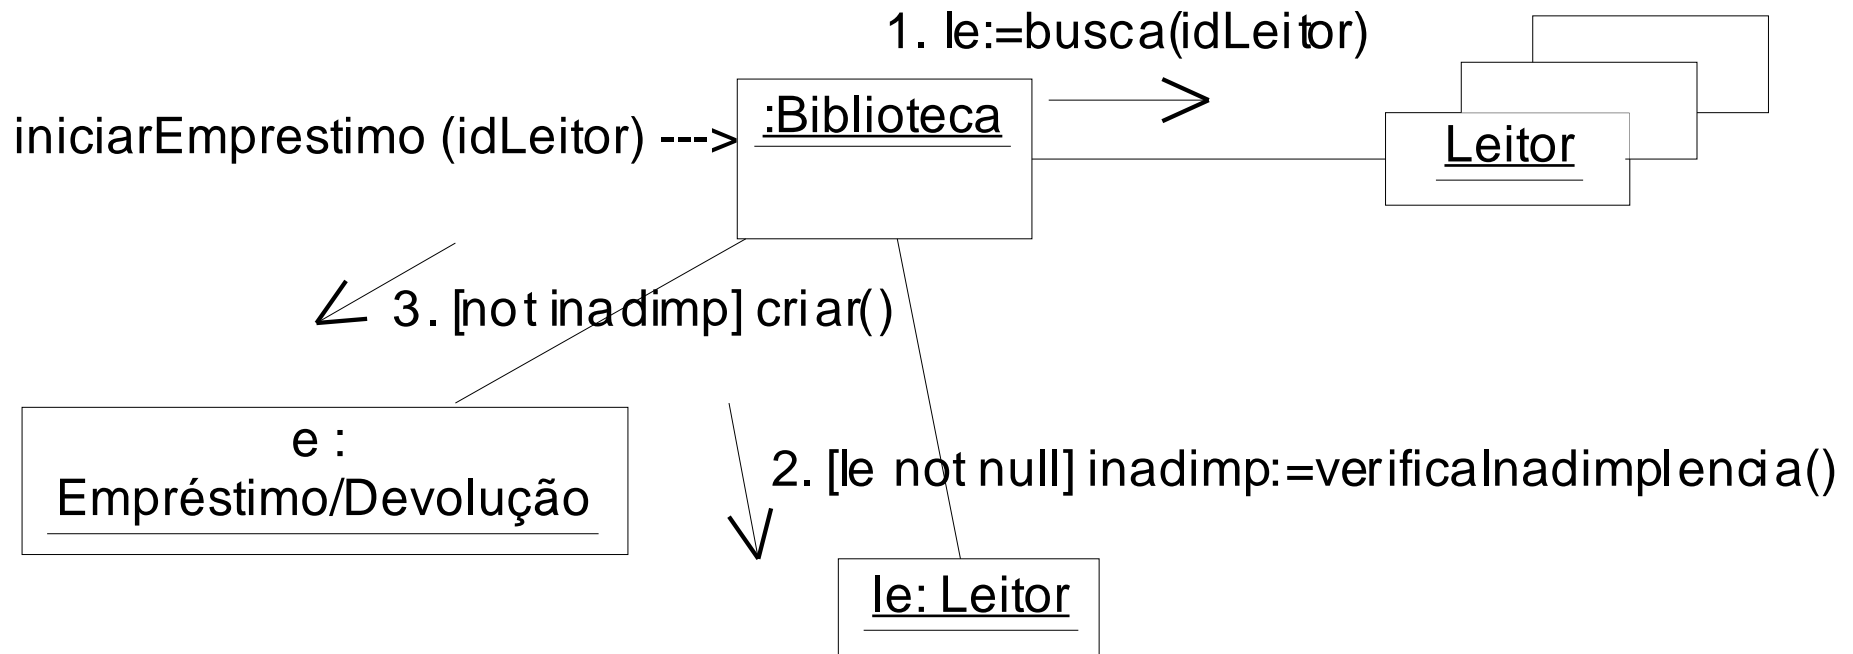 1. le:=busca(idLeitor)
iniciarEmprestimo (idLeitor) --->
:Biblioteca
Leitor
3. [not inadimp] criar()
e :
Empréstimo/Devolução
2. [le not null] inadimp:=verificaInadimplencia()
le: Leitor